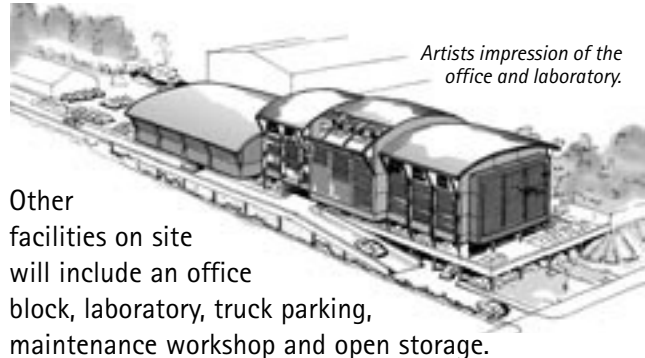 Artists impression of the
office and laboratory.
Other
facilities on site
will include an office
block, laboratory, truck parking,
maintenance workshop and open storage.